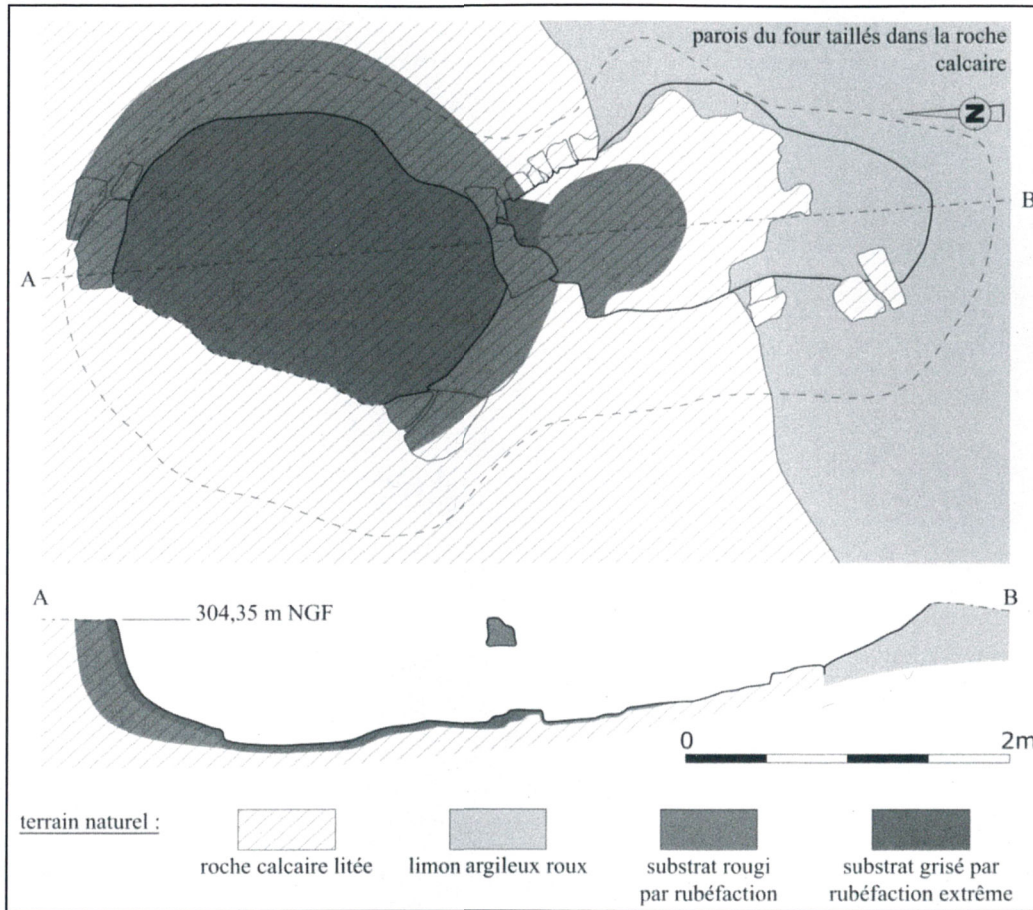 parois du four taillés dans la roche
calcaire
N
A
B
A
B
304,35 m NGF
0
2m
terrain naturel :
roche calcaire litée
limon argileux roux
substrat rougi
par rubéfaction
substrat grisé par
rubéfaction extrême